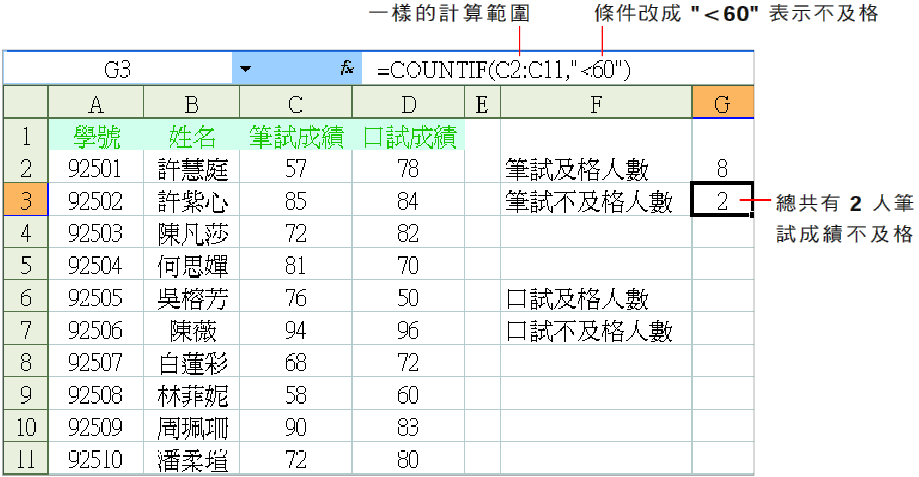 一樣的計算範圍 條件改成 "<60" 表示不及格
G3 fx =COUNTIF(C2:C11,"<60")
A B C D E F G
1 學號 姓名 筆試成績 口試成績
2 92501 許慧庭 57 78 筆試及格人數 8
3 92502 許紫心 85 84 筆試不及格人數 2
總共有 2 人筆
試成績不及格
4 92503 陳凡莎 72 82
5 92504 何思嬋 81 70
6 92505 吳榕芳 76 50 口試及格人數
7 92506 陳薇 94 96 口試不及格人數
8 92507 白蓮彩 68 72
9 92508 林菲妮 58 60
10 92509 周珮珊 90 83
11 92510 潘柔瑄 72 80